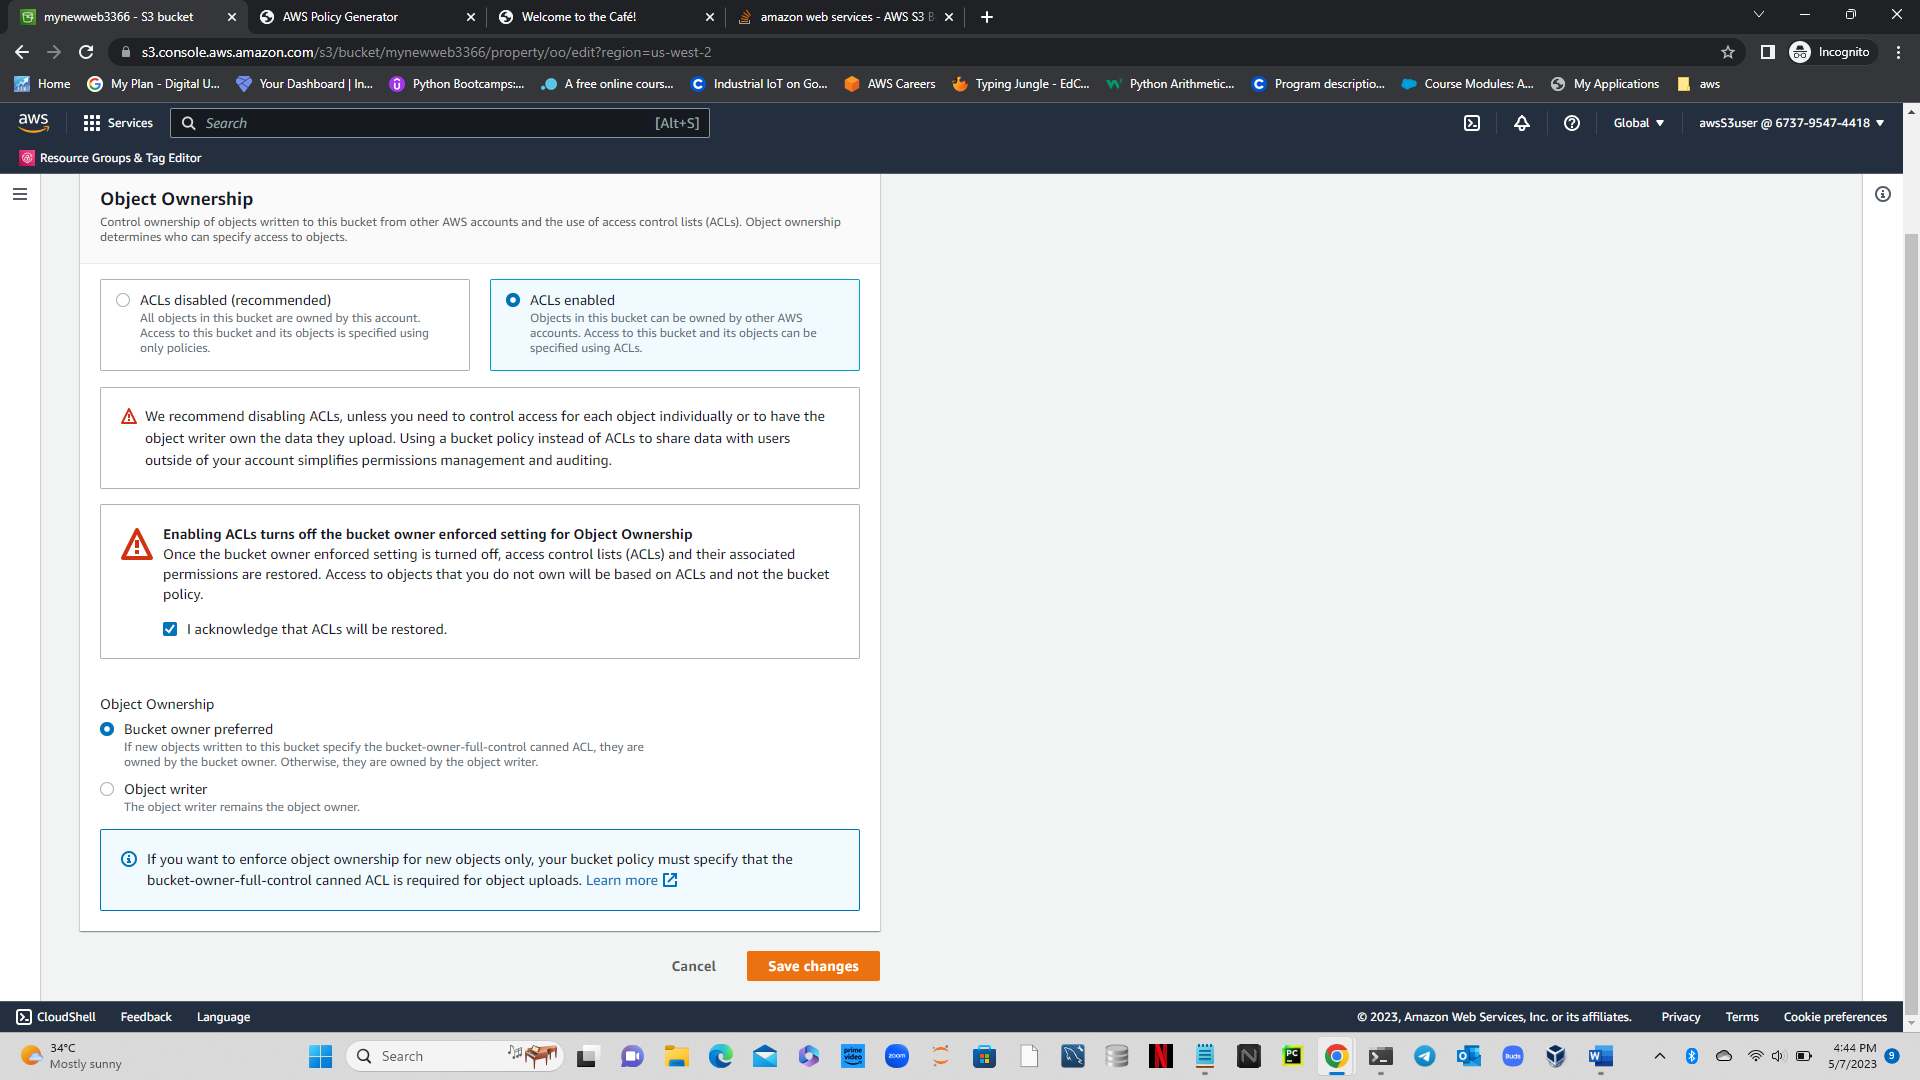 mynewweb3366 - S3 bucket
AWS Policy Generator
Welcome to the Café!
amazon web services - AWS S3 B
s3.console.aws.amazon.com/s3/bucket/mynewweb3366/property/oo/edit?region=us-west-2
Incognito
Home
My Plan - Digital U...
Your Dashboard | In...
Python Bootcamps:...
A free online cours...
Industrial IoT on Go...
AWS Careers
Typing Jungle - EdC...
Python Arithmetic...
Program descriptio...
Course Modules: A...
My Applications
aws
aws
Services
Search
[Alt+S]
Global
awsS3user @ 6737-9547-4418
Resource Groups & Tag Editor
Object Ownership
Control ownership of objects written to this bucket from other AWS accounts and the use of access control lists (ACLs). Object ownership
determines who can specify access to objects.
ACLs disabled (recommended)
All objects in this bucket are owned by this account.
Access to this bucket and its objects is specified using
only policies.
ACLs enabled
Objects in this bucket can be owned by other AWS
accounts. Access to this bucket and its objects can be
specified using ACLs.
We recommend disabling ACLs, unless you need to control access for each object individually or to have the
object writer own the data they upload. Using a bucket policy instead of ACLs to share data with users
outside of your account simplifies permissions management and auditing.
Enabling ACLs turns off the bucket owner enforced setting for Object Ownership
Once the bucket owner enforced setting is turned off, access control lists (ACLs) and their associated
permissions are restored. Access to objects that you do not own will be based on ACLs and not the bucket
policy.
I acknowledge that ACLs will be restored.
Object Ownership
Bucket owner preferred
If new objects written to this bucket specify the bucket-owner-full-control canned ACL, they are
owned by the bucket owner. Otherwise, they are owned by the object writer.
Object writer
The object writer remains the object owner.
If you want to enforce object ownership for new objects only, your bucket policy must specify that the
bucket-owner-full-control canned ACL is required for object uploads. Learn more
Cancel
Save changes
CloudShell
Feedback
Language
© 2023, Amazon Web Services, Inc. or its affiliates.
Privacy
Terms
Cookie preferences
34°C
Mostly sunny
Search
prime video
zoom
N
N
PC
Buds
W
4:44 PM
5/7/2023
9